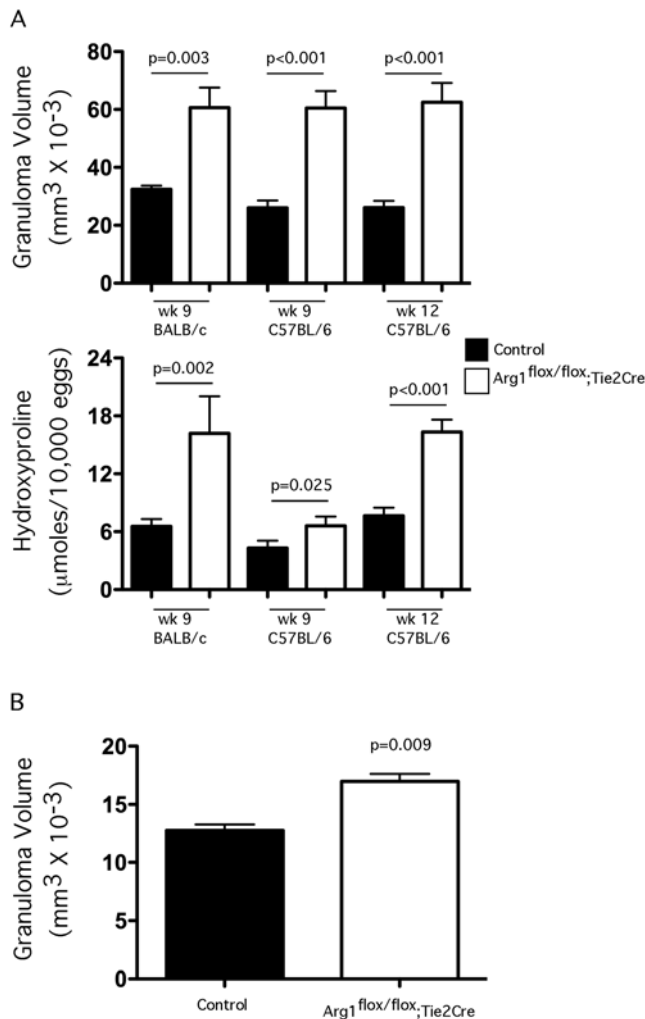 A
Granuloma Volume
(mm³ X 10⁻³)
80
60
40
20
0
p=0.003
p<0.001
p<0.001
wk 9
BALB/c
wk 9
C57BL/6
wk 12
C57BL/6
Control
Arg1flox/flox;Tie2Cre
Hydroxyproline
(μmoles/10,000 eggs)
24
18
12
6
0
p=0.002
p=0.025
p<0.001
wk 9
BALB/c
wk 9
C57BL/6
wk 12
C57BL/6
B
Granuloma Volume
(mm³ X 10⁻³)
20
15
10
5
0
p=0.009
Control
Arg1flox/flox;Tie2Cre